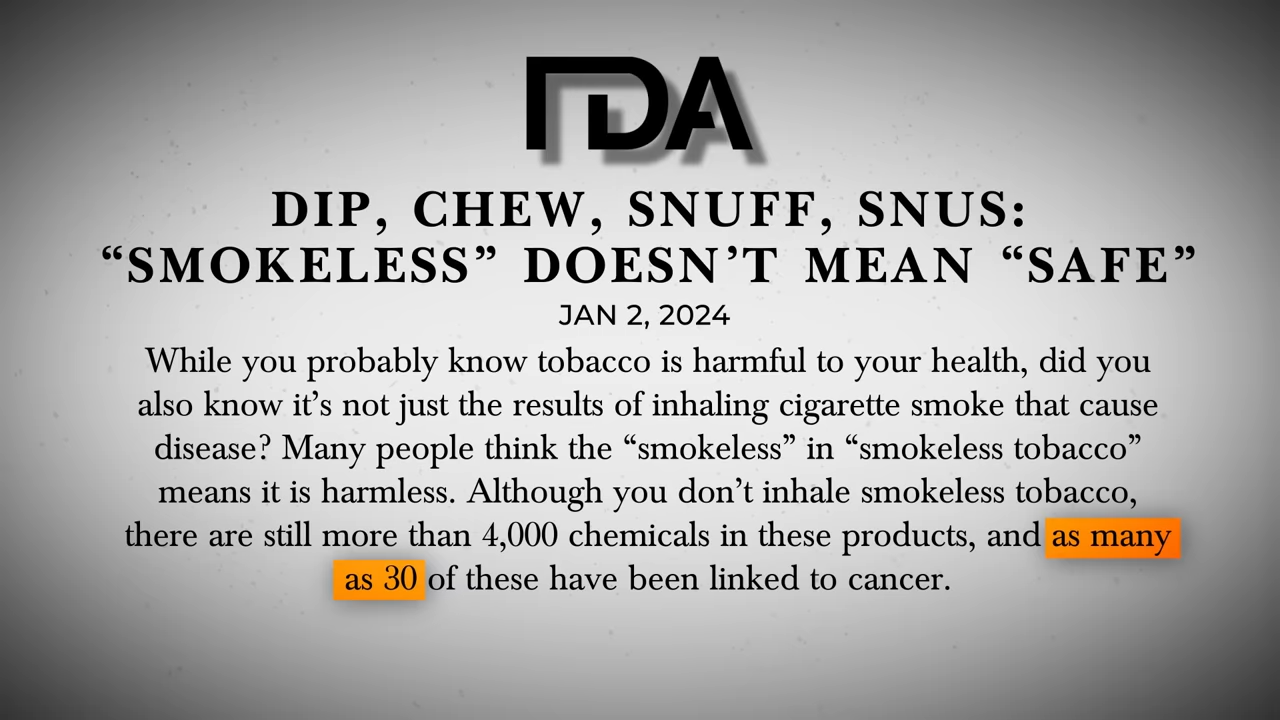 FDA
DIP, CHEW, SNUFF, SNUS:
“SMOKELESS” DOESN’T MEAN “SAFE”
JAN 2, 2024
While you probably know tobacco is harmful to your health, did you
also know it’s not just the results of inhaling cigarette smoke that cause
disease? Many people think the “smokeless” in “smokeless tobacco”
means it is harmless. Although you don’t inhale smokeless tobacco,
there are still more than 4,000 chemicals in these products, and as many
as 30 of these have been linked to cancer.